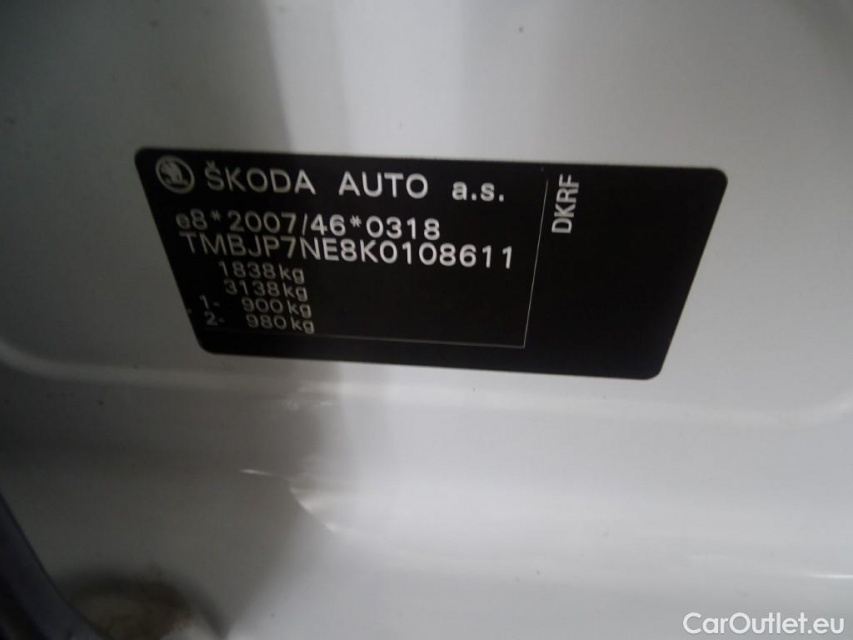 ŠKODA AUTO a.s.
e8*2007/46*0318
TMBJP7NE8K0108611
1838kg
3138kg
1- 900kg
2- 980kg
DKRF
CarOutlet.eu